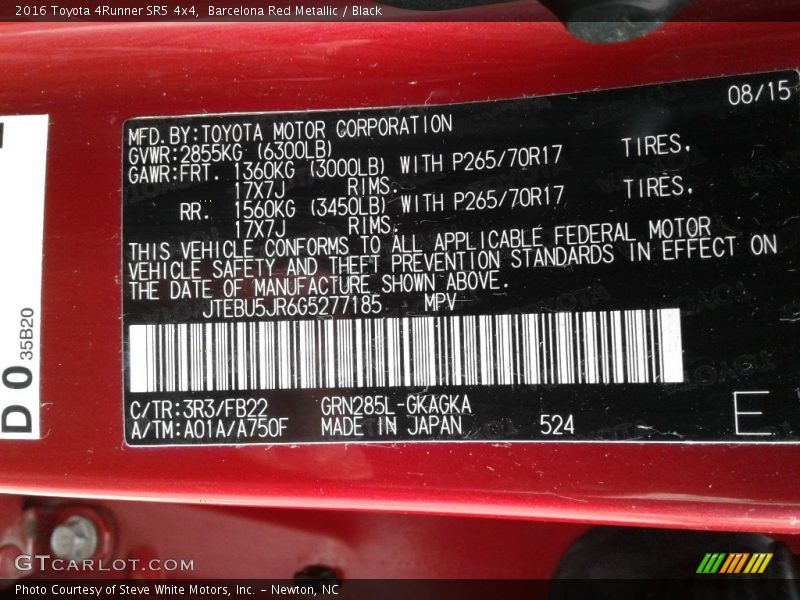 2016 Toyota 4Runner SR5 4x4, Barcelona Red Metallic / Black
08/15
MFD.BY:TOYOTA MOTOR CORPORATION
GVWR:2855KG (6300LB)
GAWR:FRT. 1360KG (3000LB) WITH P265/70R17 TIRES.
17X7J RIMS.
RR. 1560KG (3450LB) WITH P265/70R17 TIRES.
17X7J RIMS.
THIS VEHICLE CONFORMS TO ALL APPLICABLE FEDERAL MOTOR
VEHICLE SAFETY AND THEFT PREVENTION STANDARDS IN EFFECT ON
THE DATE OF MANUFACTURE SHOWN ABOVE.
JTEBU5JR6G5277185 MPV
C/TR:3R3/FB22 GRN285L-GKAGKA
A/TM:A01A/A750F MADE IN JAPAN 524
E
D 0 35B20
GTCARLOT.COM
Photo Courtesy of Steve White Motors, Inc. – Newton, NC